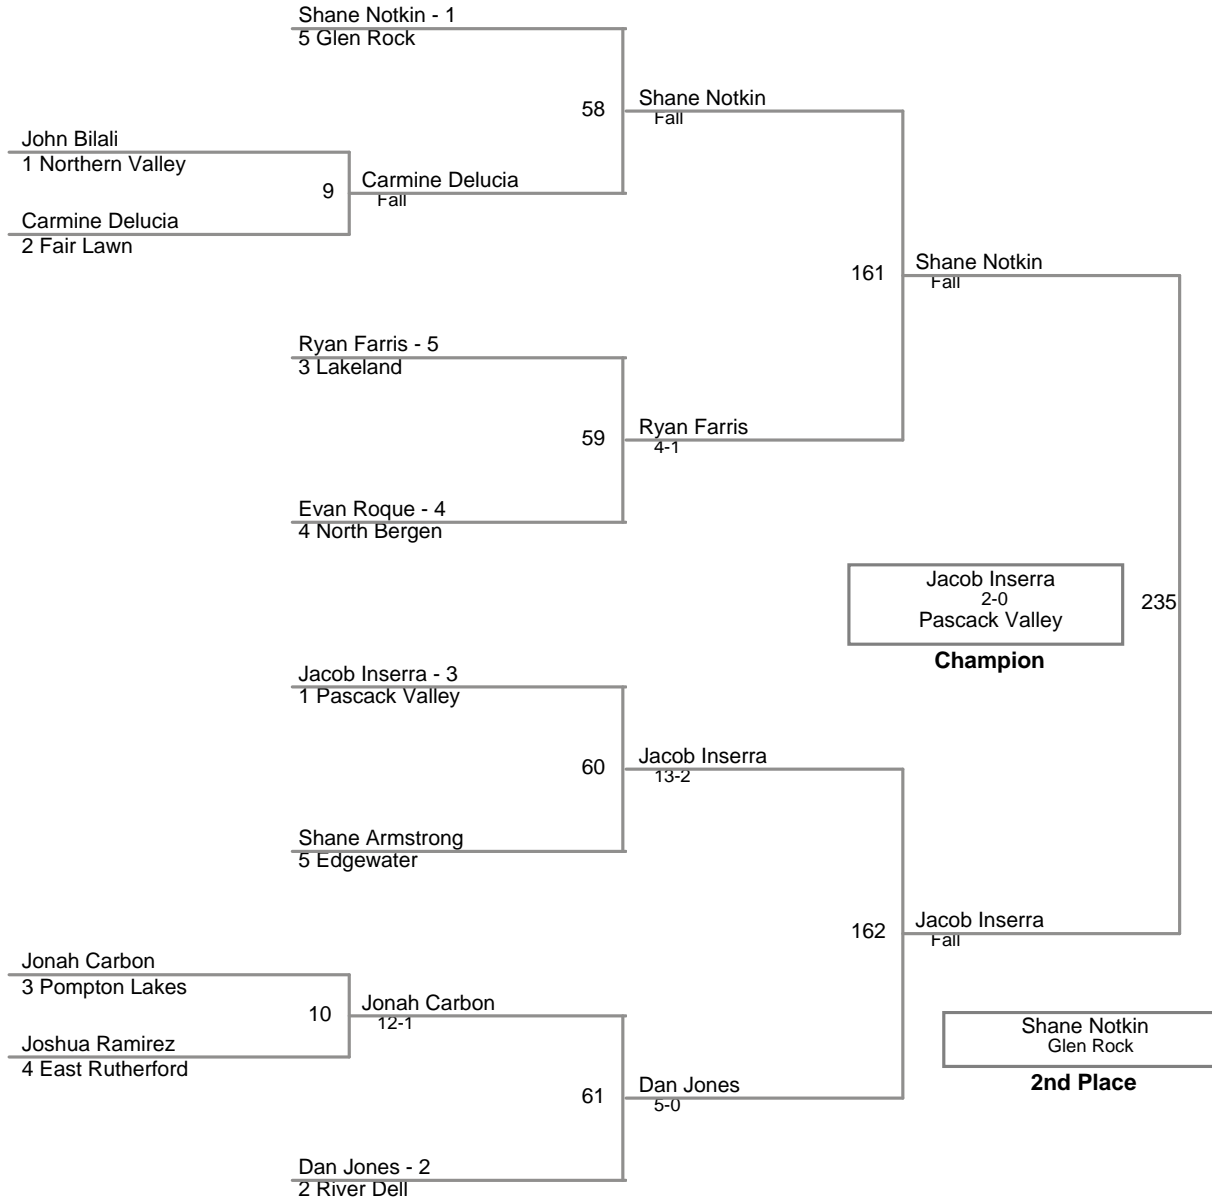 Shane Notkin - 1
5 Glen Rock
58
Shane Notkin
Fall
John Bilali
1 Northern Valley
9
Carmine Delucia
Fall
Carmine Delucia
2 Fair Lawn
161
Shane Notkin
Fall
Ryan Farris - 5
3 Lakeland
59
Ryan Farris
4-1
Evan Roque - 4
4 North Bergen
Jacob Inserra
2-0
Pascack Valley
235
Champion
Jacob Inserra - 3
1 Pascack Valley
60
Jacob Inserra
13-2
Shane Armstrong
5 Edgewater
162
Jacob Inserra
Fall
Jonah Carbon
3 Pompton Lakes
10
Jonah Carbon
12-1
Joshua Ramirez
4 East Rutherford
Shane Notkin
Glen Rock
2nd Place
61
Dan Jones
5-0
Dan Jones - 2
2 River Dell